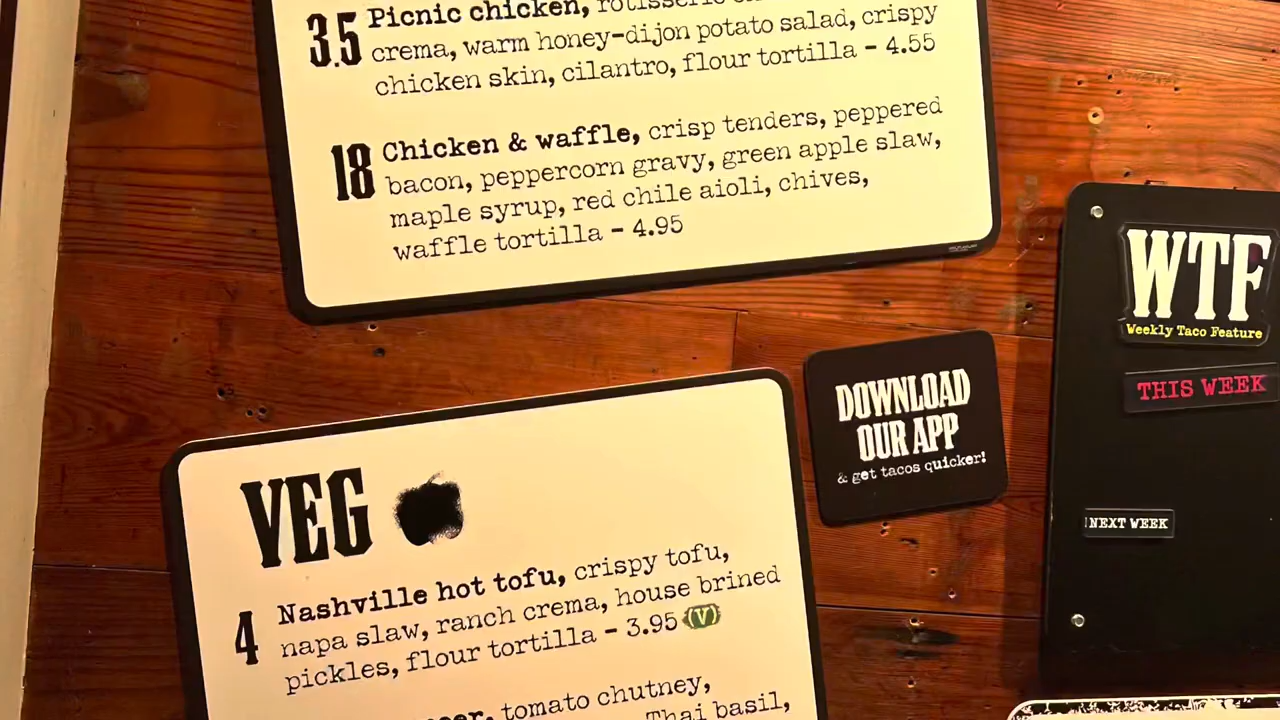 3.5 Picnic chicken,
crema, warm honey-dijon potato salad, crispy
chicken skin, cilantro, flour tortilla - 4.55
18 Chicken & waffle, crisp tenders, peppered
bacon, peppercorn gravy, green apple slaw,
maple syrup, red chile aioli, chives,
waffle tortilla - 4.95
WTF
Weekly Taco Feature
THIS WEEK
NEXT WEEK
DOWNLOAD
OUR APP
& get tacos quicker!
VEG
4 Nashville hot tofu, crispy tofu,
napa slaw, ranch crema, house brined
pickles, flour tortilla - 3.95 (V)
tomato chutney,
Thai basil,